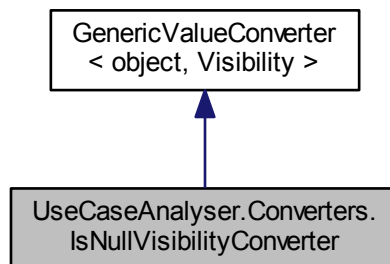 GenericValueConverter
< object, Visibility >
UseCaseAnalyser.Converters.
IsNullVisibilityConverter